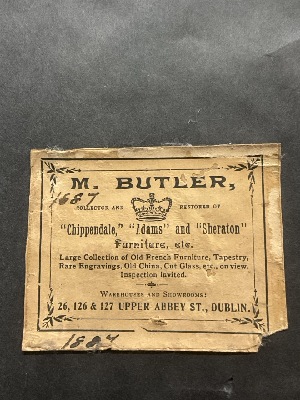 M. BUTLER,
1687
COLLECTOR AND RESTORER OF
"Chippendale," "Adams" and "Sheraton"
Furniture, etc.
Large Collection of Old French Furniture, Tapestry,
Rare Engravings, Old China, Cut Glass, etc., on view.
Inspection Invited.
WAREHOUSES AND SHOWROOMS:
26, 126 & 127 UPPER ABBEY ST., DUBLIN.
1887